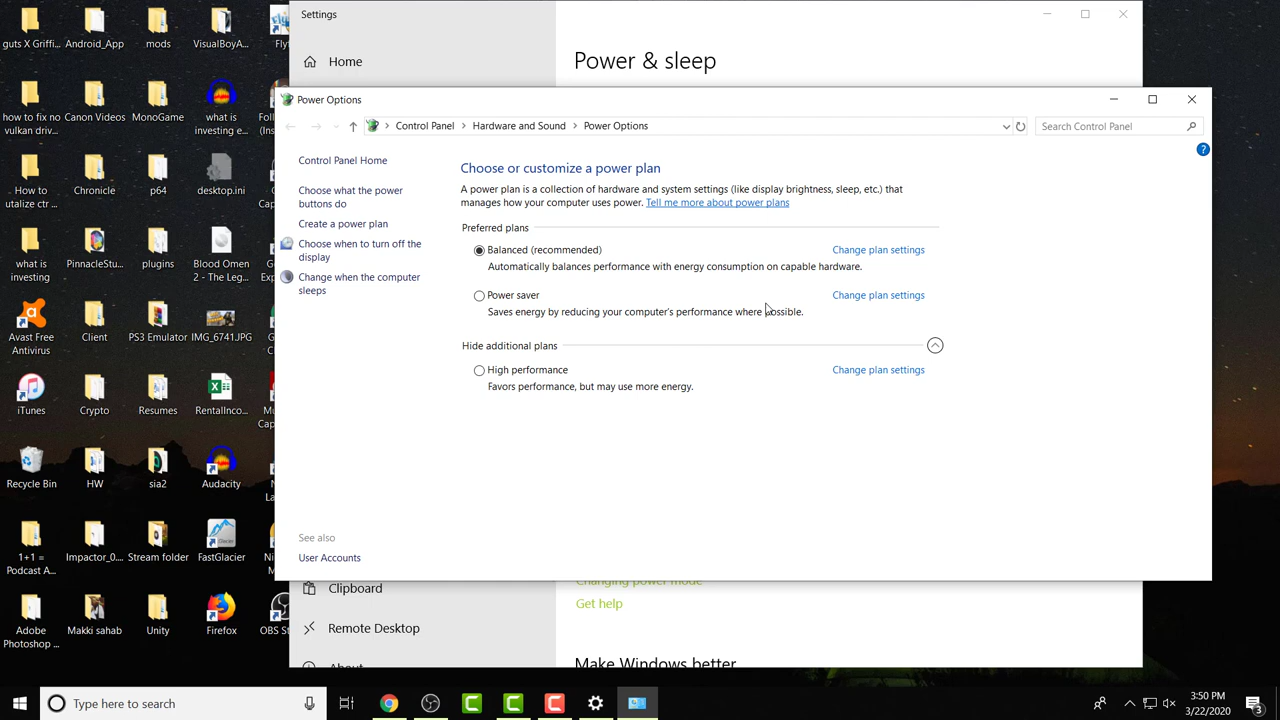 guts X Griffi...
Android_App
.mods
VisualBoyA...
Flyf
Settings
Home
Power & sleep
Power Options
Control Panel
Hardware and Sound
Power Options
Search Control Panel
Control Panel Home
Choose what the power
buttons do
Create a power plan
Choose when to turn off the
display
Change when the computer
sleeps
Choose or customize a power plan
A power plan is a collection of hardware and system settings (like display brightness, sleep, etc.) that
manages how your computer uses power. Tell me more about power plans
Preferred plans
Balanced (recommended)
Change plan settings
Automatically balances performance with energy consumption on capable hardware.
Power saver
Change plan settings
Saves energy by reducing your computer's performance where possible.
Hide additional plans
High performance
Change plan settings
Favors performance, but may use more energy.
See also
User Accounts
how to fix no
vulkan driv...
Canon Videos
MonoGame
what is
investing e...
How to
utalize ctr ...
Chronicle
p64
desktop.ini
what is
investing
PinnacleStu...
plugins
Blood Omen
2 - The Leg...
Avast Free
Antivirus
Client
PS3 Emulator
IMG_6741.JPG
iTunes
Crypto
Resumes
RentalInco...
Recycle Bin
HW
sia2
Audacity
1+1 =
Podcast A...
Impactor_0....
Stream folder
FastGlacier
Adobe
Photoshop ...
Makki sahab
Unity
Firefox
OBS St
Clipboard
Remote Desktop
About
Changing power mode
Get help
Make Windows better
Type here to search
3:50 PM
3/22/2020
3